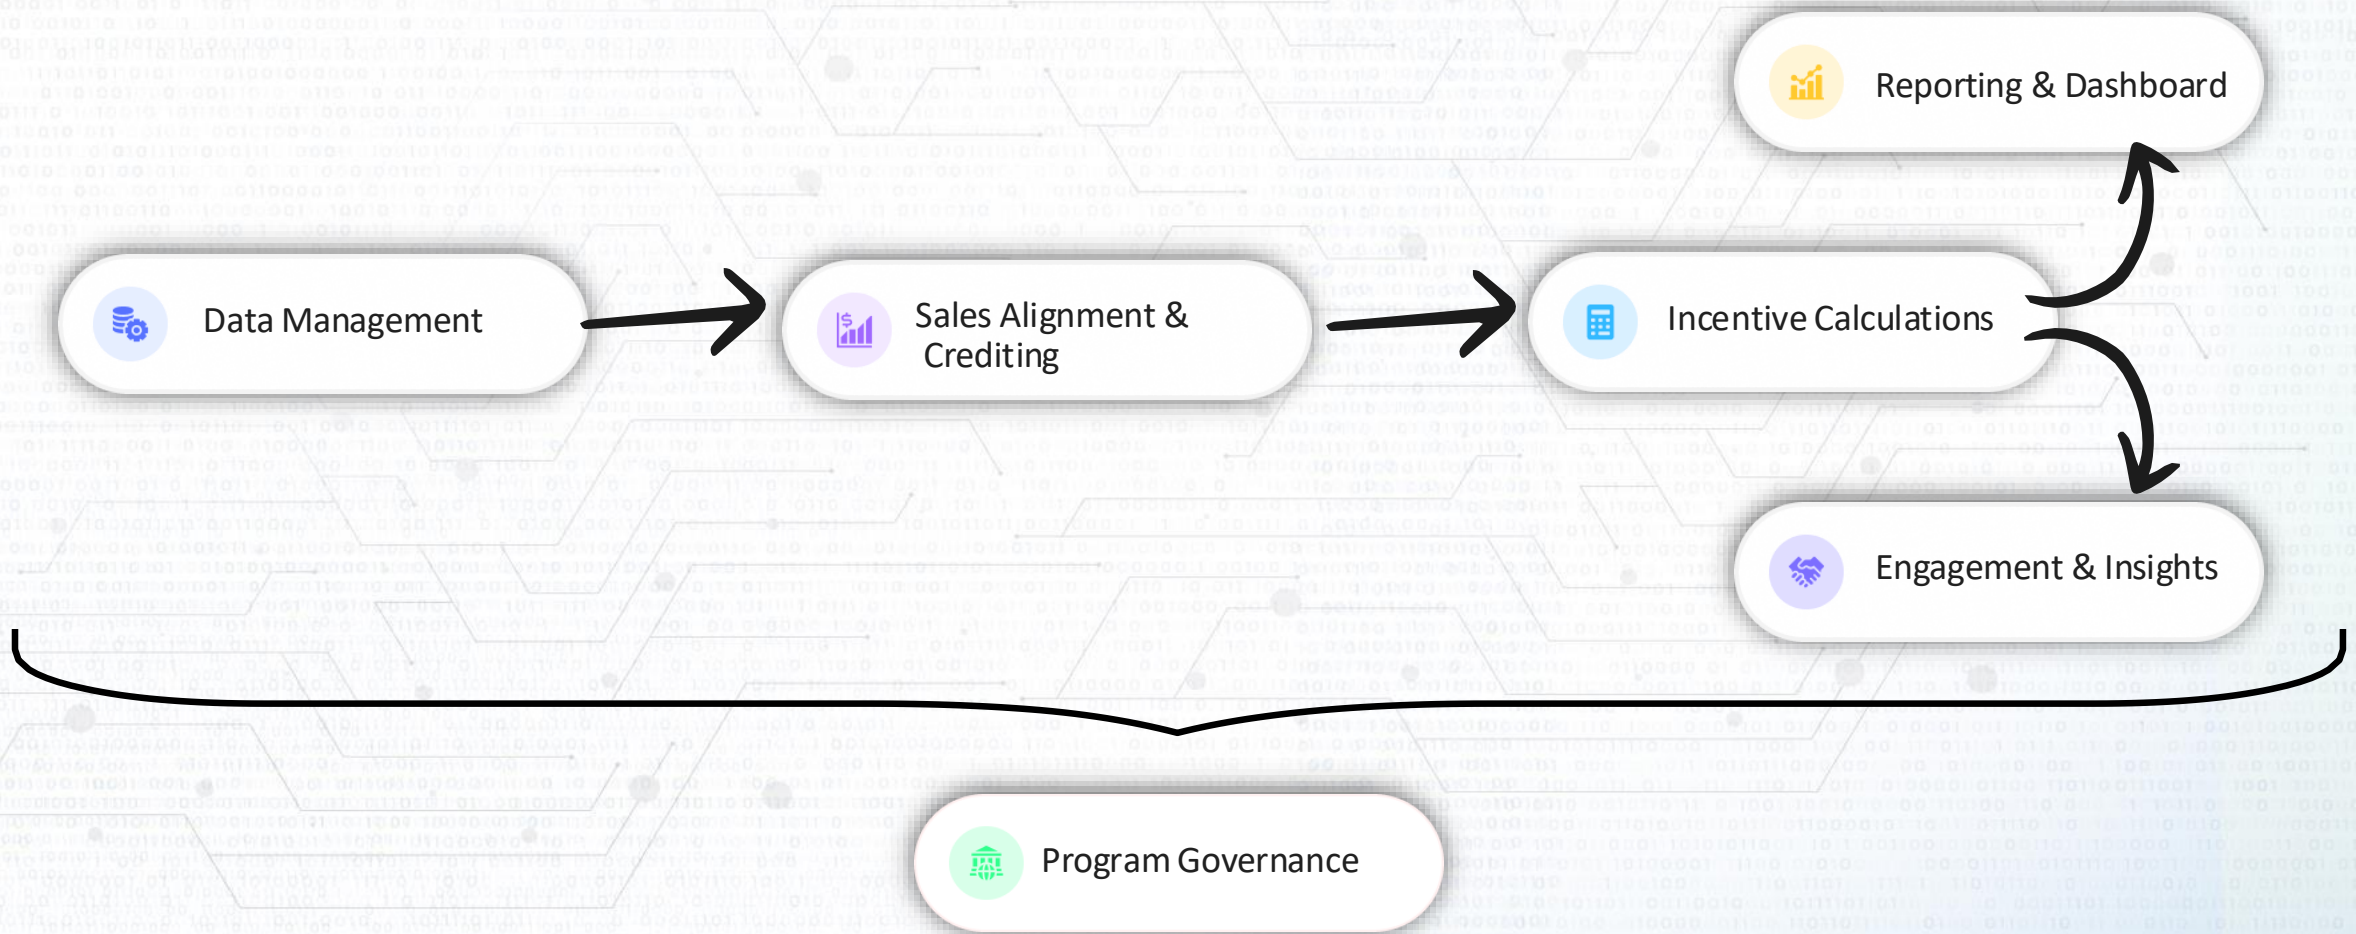 Reporting & Dashboard
Data Management
Sales Alignment &
Crediting
Incentive Calculations
Engagement & Insights
Program Governance